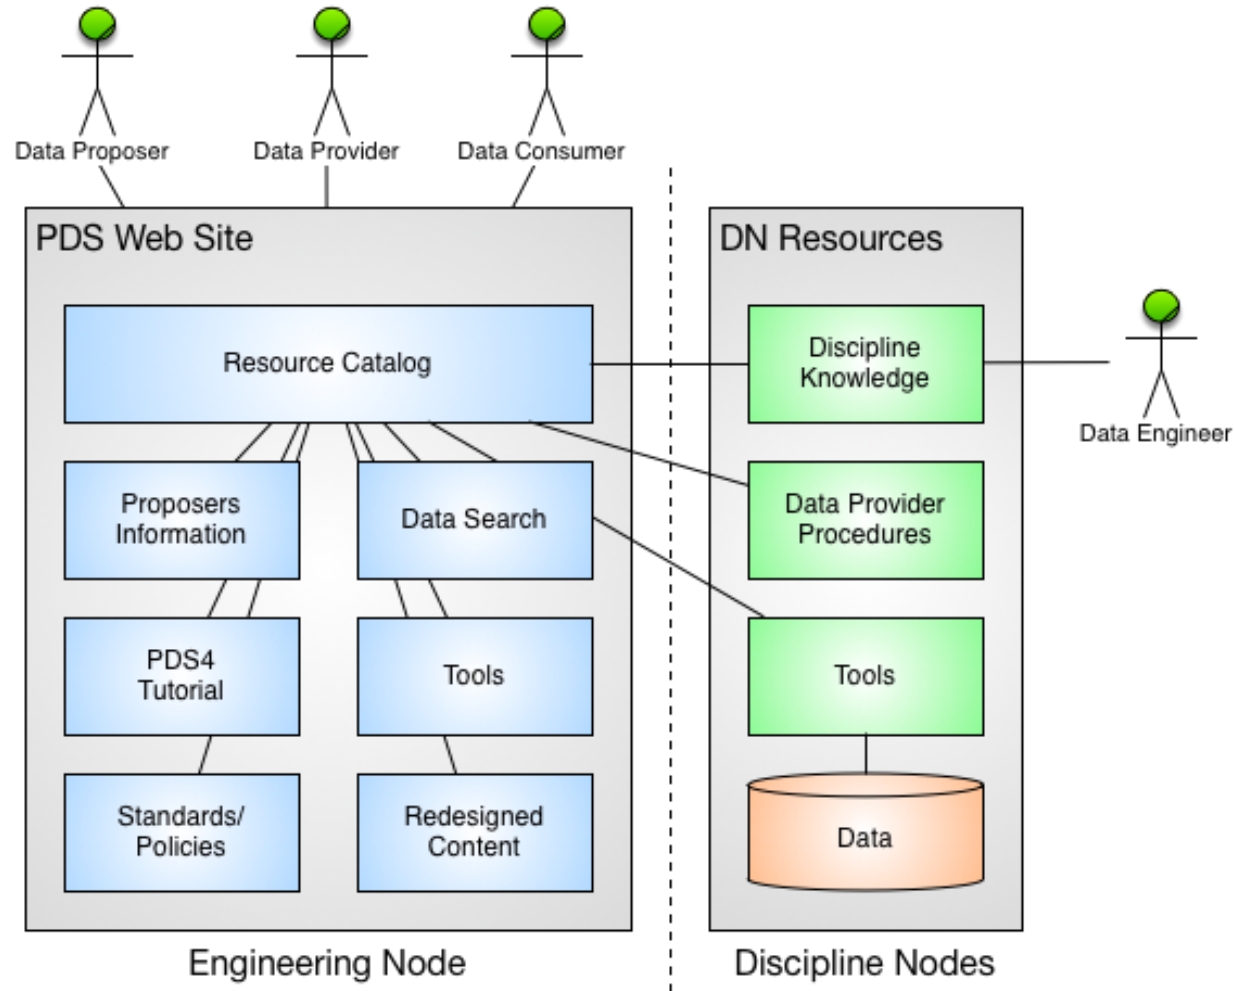 Data Proposer
Data Provider
Data Consumer
PDS Web Site
Resource Catalog
Proposers
Information
Data Search
PDS4
Tutorial
Tools
Standards/
Policies
Redesigned
Content
Engineering Node
DN Resources
Discipline
Knowledge
Data Provider
Procedures
Tools
Data
Discipline Nodes
Data Engineer